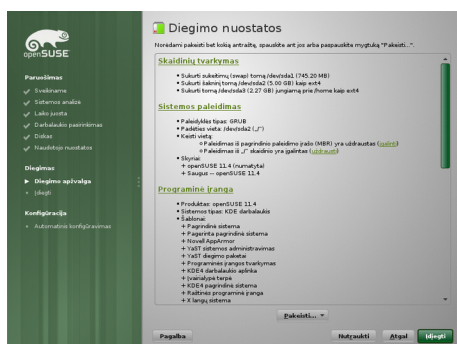 openSUSE
Paruošimas
Sveikiname
Sistemos analizė
Laiko juosta
Darbalaukio pasirinkimas
Diskas
Naudotojo nuostatos
Diegimas
Diegimo apžvalga
Įdiegti
Konfigūracija
Automatinis konfigūravimas
Diegimo nuostatos
Norėdami pakeisti bet kokią antraštę, spauskite ant jos arba paspauskite mygtuką "Pakeisti...".
Skaidinių tvarkymas
Sukurti sukeitimų (swap) tomą /dev/sda1 (745.20 MB)
Sukurti šakninį tomą /dev/sda2 (5.00 GB) kaip ext4
Sukurti tomą /dev/sda3 (2.27 GB) jungiamą prie /home kaip ext4
Sistemos paleidimas
Paleidyklės tipas: GRUB
Padėties vieta: /dev/sda2 („/“)
Keisti vietą:
Paleidimas iš pagrindinio paleidimo įrašo (MBR) yra uždraustas (įgalinti)
Paleidimas iš „/“ skaidinio yra įgalintas (uždrausti)
Skyriai:
+ openSUSE 11.4 (numatyta)
+ Saugus -- openSUSE 11.4
Programinė įranga
Produktas: openSUSE 11.4
Sistemos tipas: KDE darbalaukis
Šablonai:
+ Pagrindinė sistema
+ Pagerinta pagrindinė sistema
+ Novell AppArmor
+ YaST sistemos administravimas
+ YaST diegimo paketai
+ Programinės įrangos tvarkymas
+ KDE4 darbalaukio aplinka
+ Įvairialypė terpė
+ KDE4 pagrindinė sistema
+ Raštinės programinė įranga
+ X langų sistema
Pakeisti...
Pagalba
Nutraukti
Atgal
Įdiegti